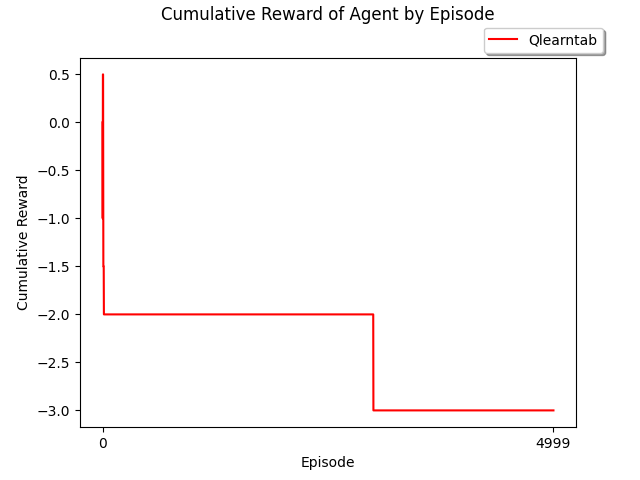 Cumulative Reward of Agent by Episode
Qlearntab
0.5
0.0
−0.5
−1.0
−1.5
−2.0
−2.5
−3.0
Cumulative Reward
0
4999
Episode